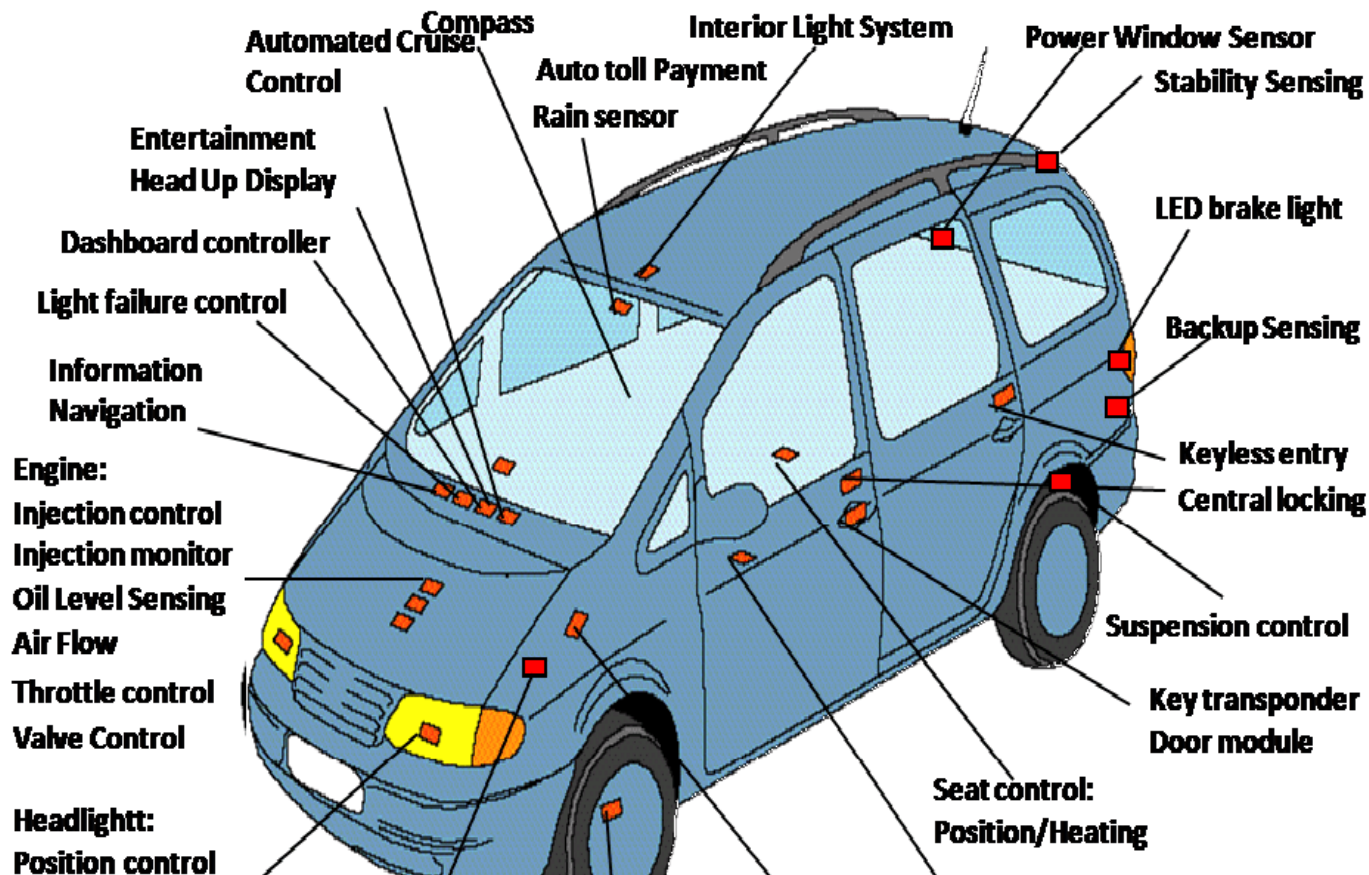 Compass
Automated Cruise
Control
Interior Light System
Power Window Sensor
Stability Sensing
Auto toll Payment
Rain sensor
Entertainment
Head Up Display
LED brake light
Dashboard controller
Light failure control
Backup Sensing
Information
Navigation
Engine:
Injection control
Injection monitor
Oil Level Sensing
Air Flow
Throttle control
Valve Control
Keyless entry
Central locking
Suspension control
Key transponder
Door module
Seat control:
Position/Heating
Headlightt:
Position control